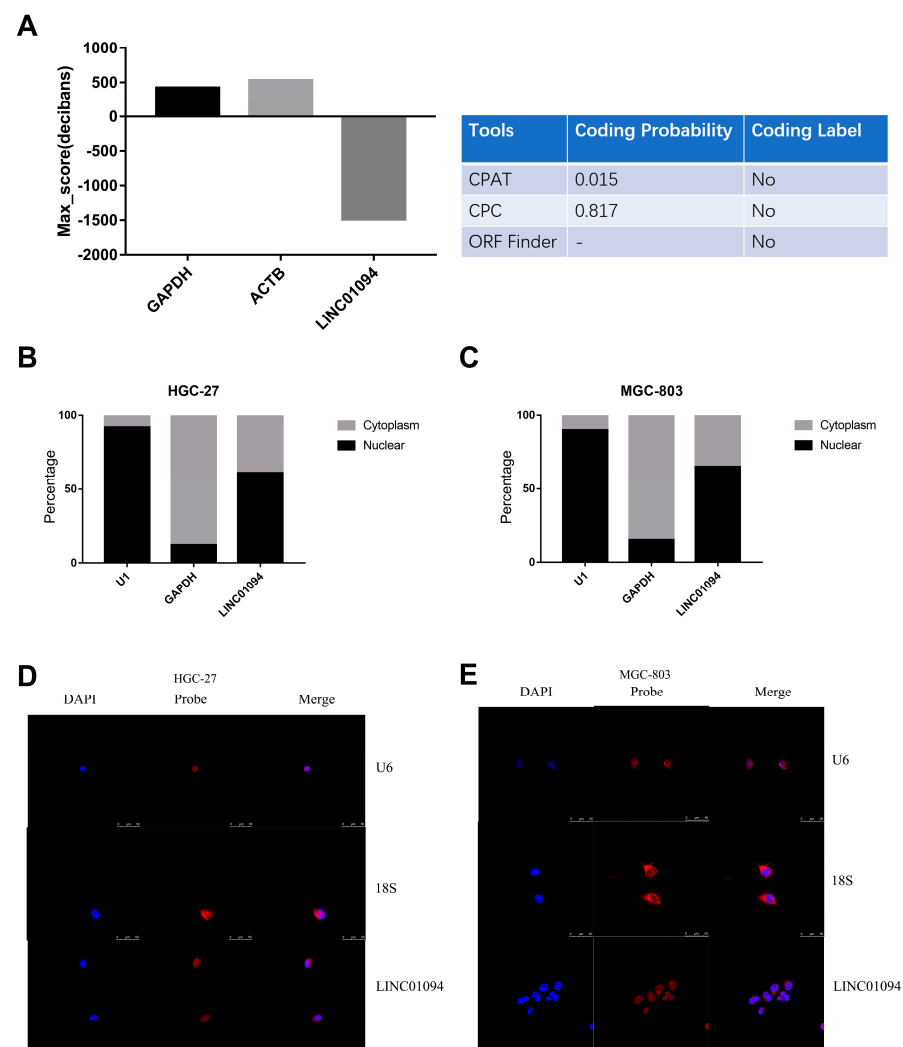 A
1000
500
0
-500
-1000
-1500
-2000
Max_score(decibans)
GAPDH
ACTB
LINC01094
Tools Coding Probability Coding Label
CPAT 0.015 No
CPC 0.817 No
ORF Finder - No
B
HGC-27
100
50
0
Percentage
U1
GAPDH
LINC01094
Cytoplasm
Nuclear
C
MGC-803
100
50
0
Percentage
U1
GAPDH
LINC01094
Cytoplasm
Nuclear
D
HGC-27
DAPI Probe Merge
U6
18S
LINC01094
E
MGC-803
DAPI Probe Merge
U6
18S
LINC01094